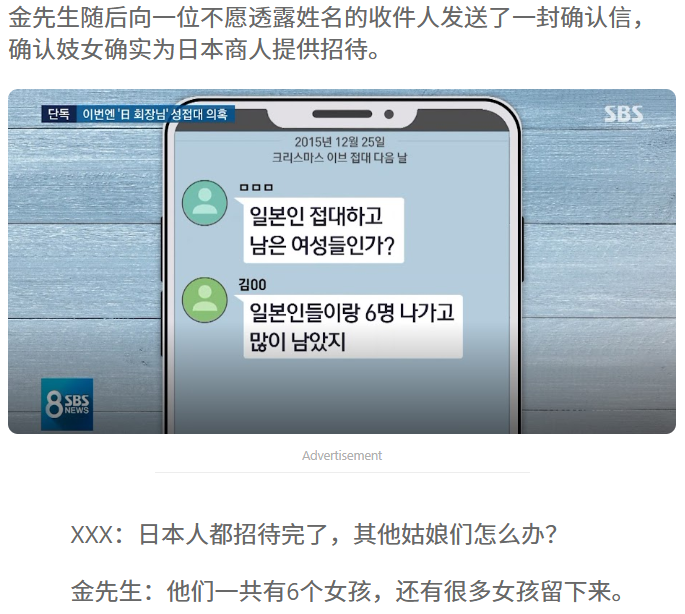 金先生随后向一位不愿透露姓名的收件人发送了一封确认信，
确认妓女确实为日本商人提供招待。
단독 이번엔 '日 회장님' 성접대 의혹
SBS
2015년 12월 25일
크리스마스 이브 접대 다음 날
ㅁㅁㅁ
일본인 접대하고
남은 여성들인가?
김00
일본인들이랑 6명 나가고
많이 남았지
8 SBS NEWS
Advertisement
XXX：日本人都招待完了，其他姑娘们怎么办？
金先生：他们一共有6个女孩，还有很多女孩留下来。